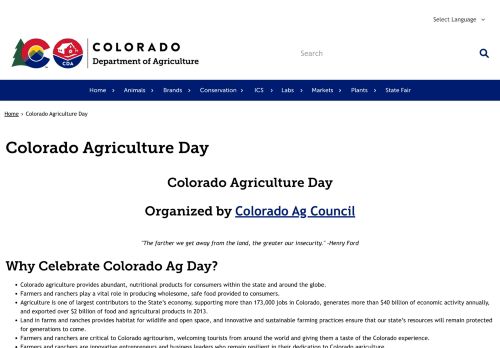 Select Language
COLORADO
Department of Agriculture
CDA
Search
Home > Animals > Brands > Conservation > ICS > Labs > Markets > Plants > State Fair
Home > Colorado Agriculture Day
Colorado Agriculture Day
Colorado Agriculture Day
Organized by Colorado Ag Council
"The farther we get away from the land, the greater our insecurity." -Henry Ford
Why Celebrate Colorado Ag Day?
• Colorado agriculture provides abundant, nutritional products for consumers within the state and around the globe.
• Farmers and ranchers play a vital role in producing wholesome, safe food provided to consumers.
• Agriculture is one of largest contributors to the State's economy, supporting more than 173,000 jobs in Colorado, generates more than $40 billion of economic activity annually,
and exported over $2 billion of food and agricultural products in 2013.
• Land in farms and ranches provides habitat for wildlife and open space, and innovative and sustainable farming practices ensure that our state's resources will remain protected
for generations to come.
• Farmers and ranchers are critical to Colorado agritourism, welcoming tourists from around the world and giving them a taste of the Colorado experience.
• Farmers and ranchers are innovative entrepreneurs and business leaders who remain resilient in their dedication to Colorado agriculture.